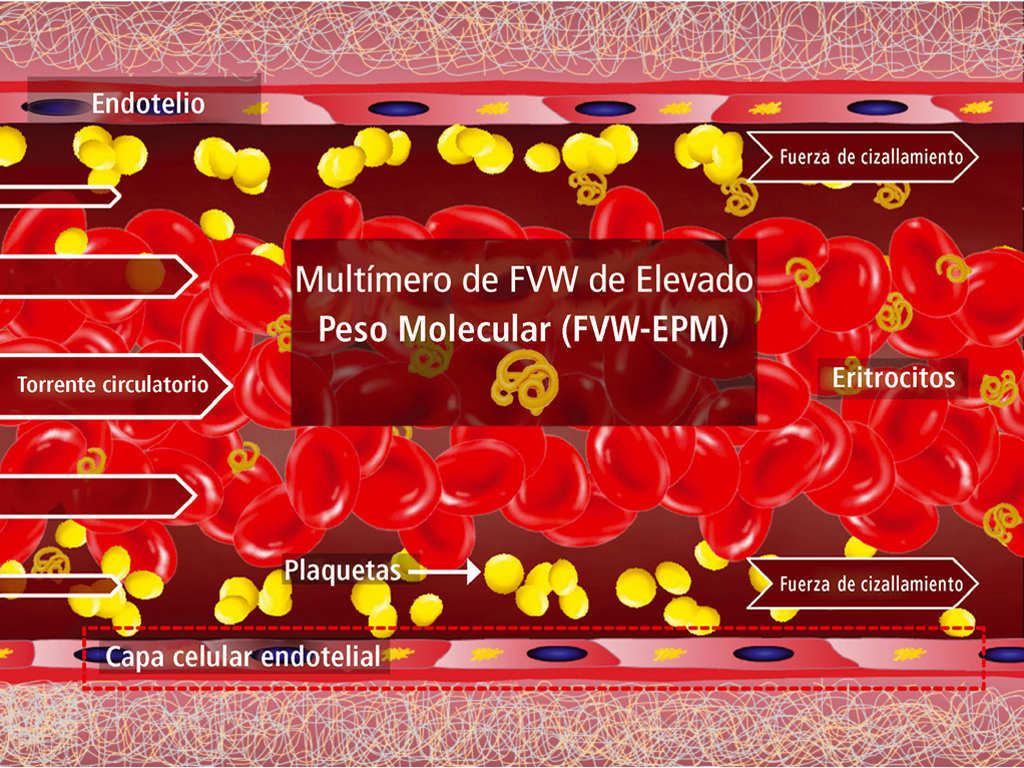 Endotelio
Fuerza de cizallamiento
Multímero de FVW de Elevado
Peso Molecular (FVW-EPM)
Torrente circulatorio
Eritrocitos
Plaquetas
Fuerza de cizallamiento
Capa celular endotelial